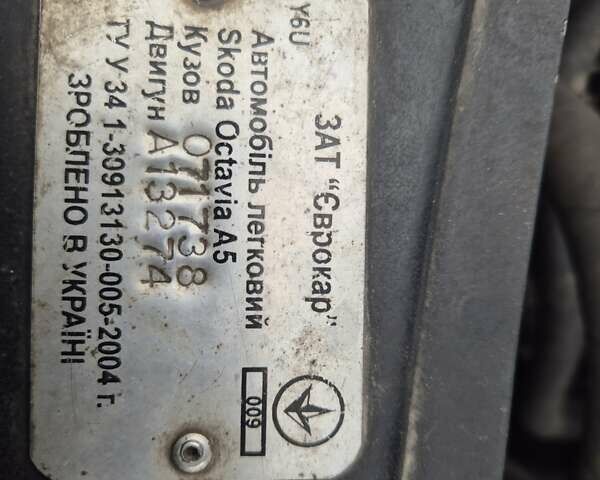 ЗАТ “Єврокар”
Y6U
009
Автомобіль легковий
Skoda Octavia A5
Кузов 071738
Двигун А13274
ТУ У 34.1-30913130-005-2004 г.
ЗРОБЛЕНО В УКРАЇНІ